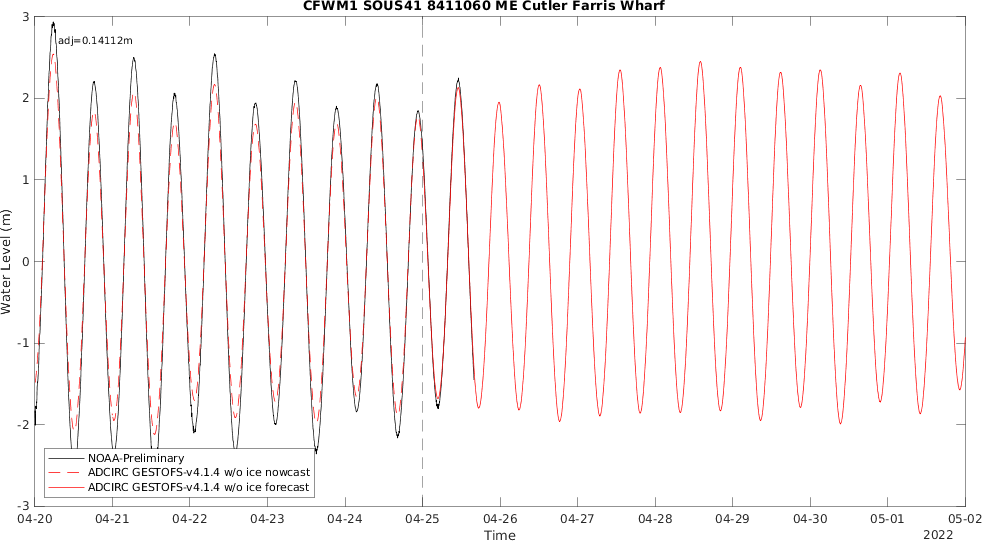 CFWM1 SOUS41 8411060 ME Cutler Farris Wharf
adj=0.14112m
Water Level (m)
3
2
1
0
-1
-2
-3
NOAA-Preliminary
ADCIRC GESTOFS-v4.1.4 w/o ice nowcast
ADCIRC GESTOFS-v4.1.4 w/o ice forecast
04-20 04-21 04-22 04-23 04-24 04-25 04-26 04-27 04-28 04-29 04-30 05-01 05-02
Time
2022